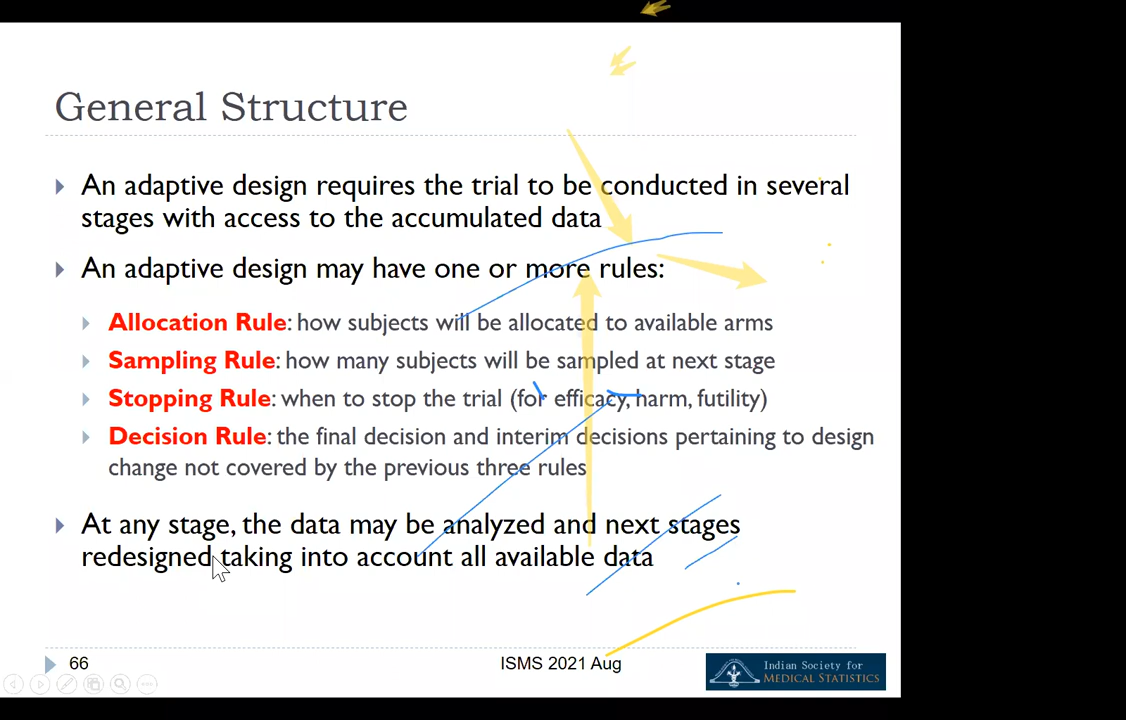 General Structure
An adaptive design requires the trial to be conducted in several
stages with access to the accumulated data
An adaptive design may have one or more rules:
Allocation Rule: how subjects will be allocated to available arms
Sampling Rule: how many subjects will be sampled at next stage
Stopping Rule: when to stop the trial (for efficacy, harm, futility)
Decision Rule: the final decision and interim decisions pertaining to design
change not covered by the previous three rules
At any stage, the data may be analyzed and next stages
redesigned taking into account all available data
66
ISMS 2021 Aug
Indian Society for
MEDICAL STATISTICS